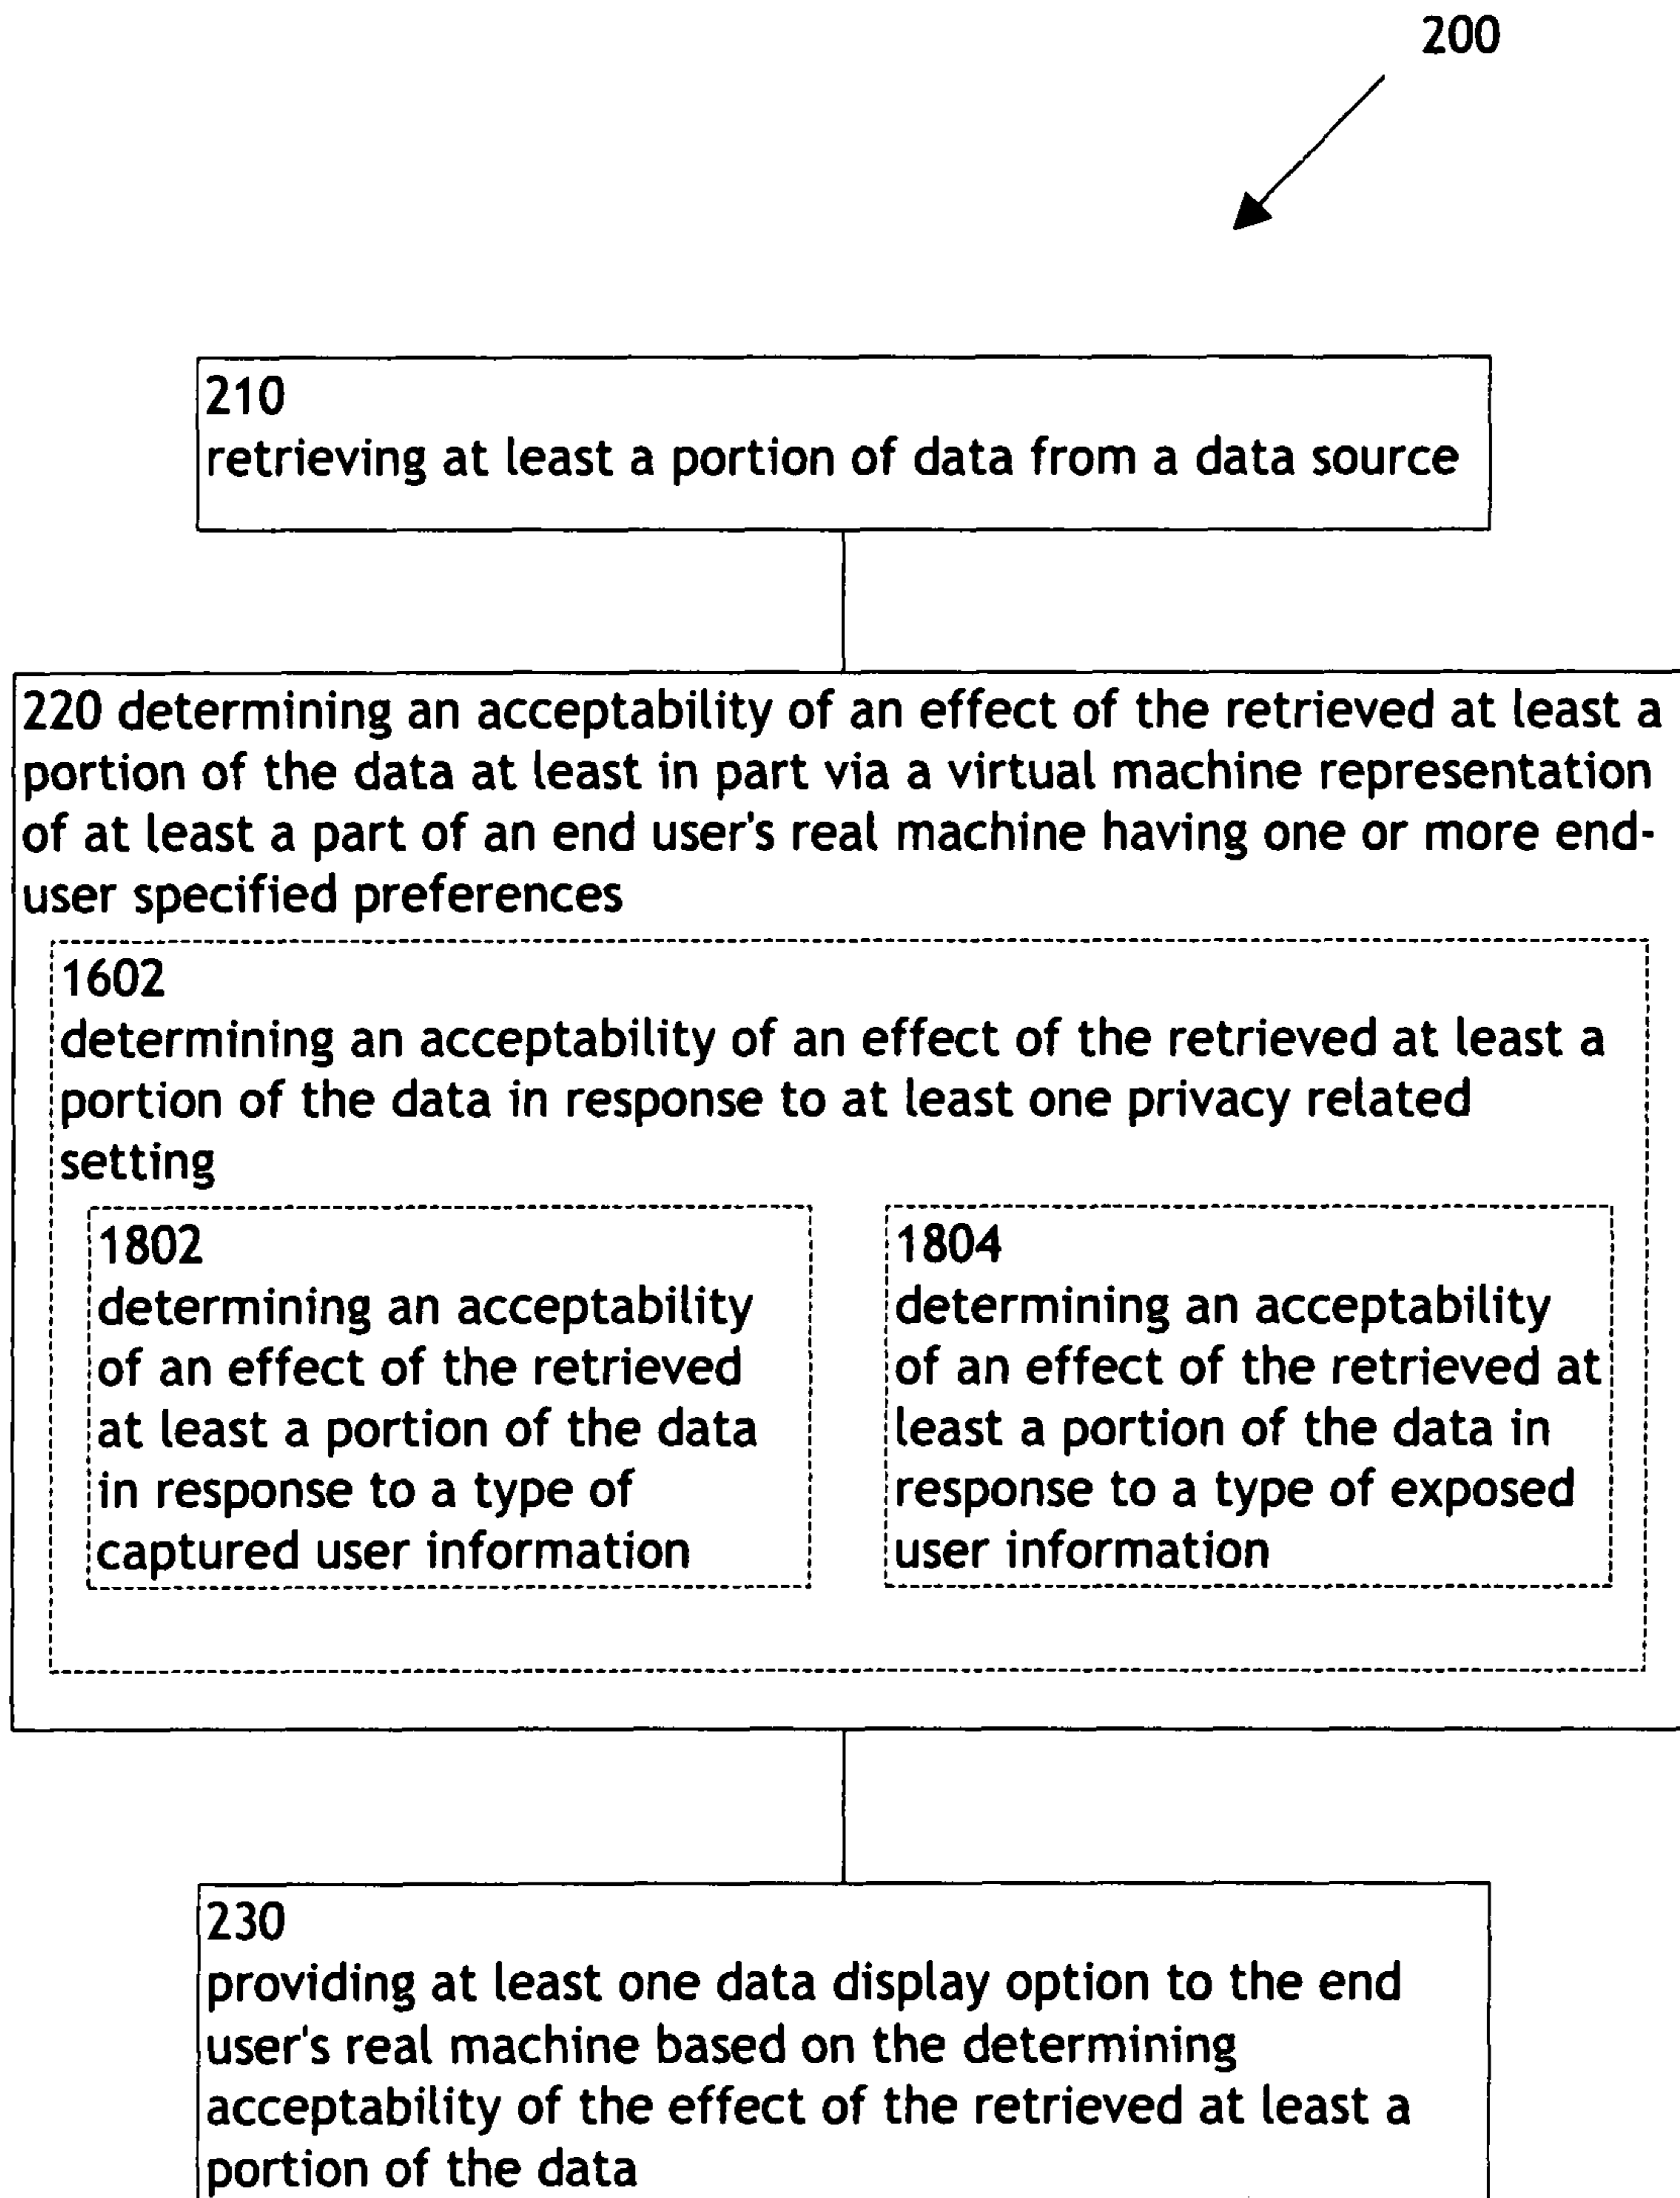 200
210
retrieving at least a portion of data from a data source
220 determining an acceptability of an effect of the retrieved at least a
portion of the data at least in part via a virtual machine representation
of at least a part of an end user's real machine having one or more end-
user specified preferences
1602
determining an acceptability of an effect of the retrieved at least a
portion of the data in response to at least one privacy related
setting
1802
determining an acceptability
of an effect of the retrieved
at least a portion of the data
in response to a type of
captured user information
1804
determining an acceptability
of an effect of the retrieved at
least a portion of the data in
response to a type of exposed
user information
230
providing at least one data display option to the end
user's real machine based on the determining
acceptability of the effect of the retrieved at least a
portion of the data